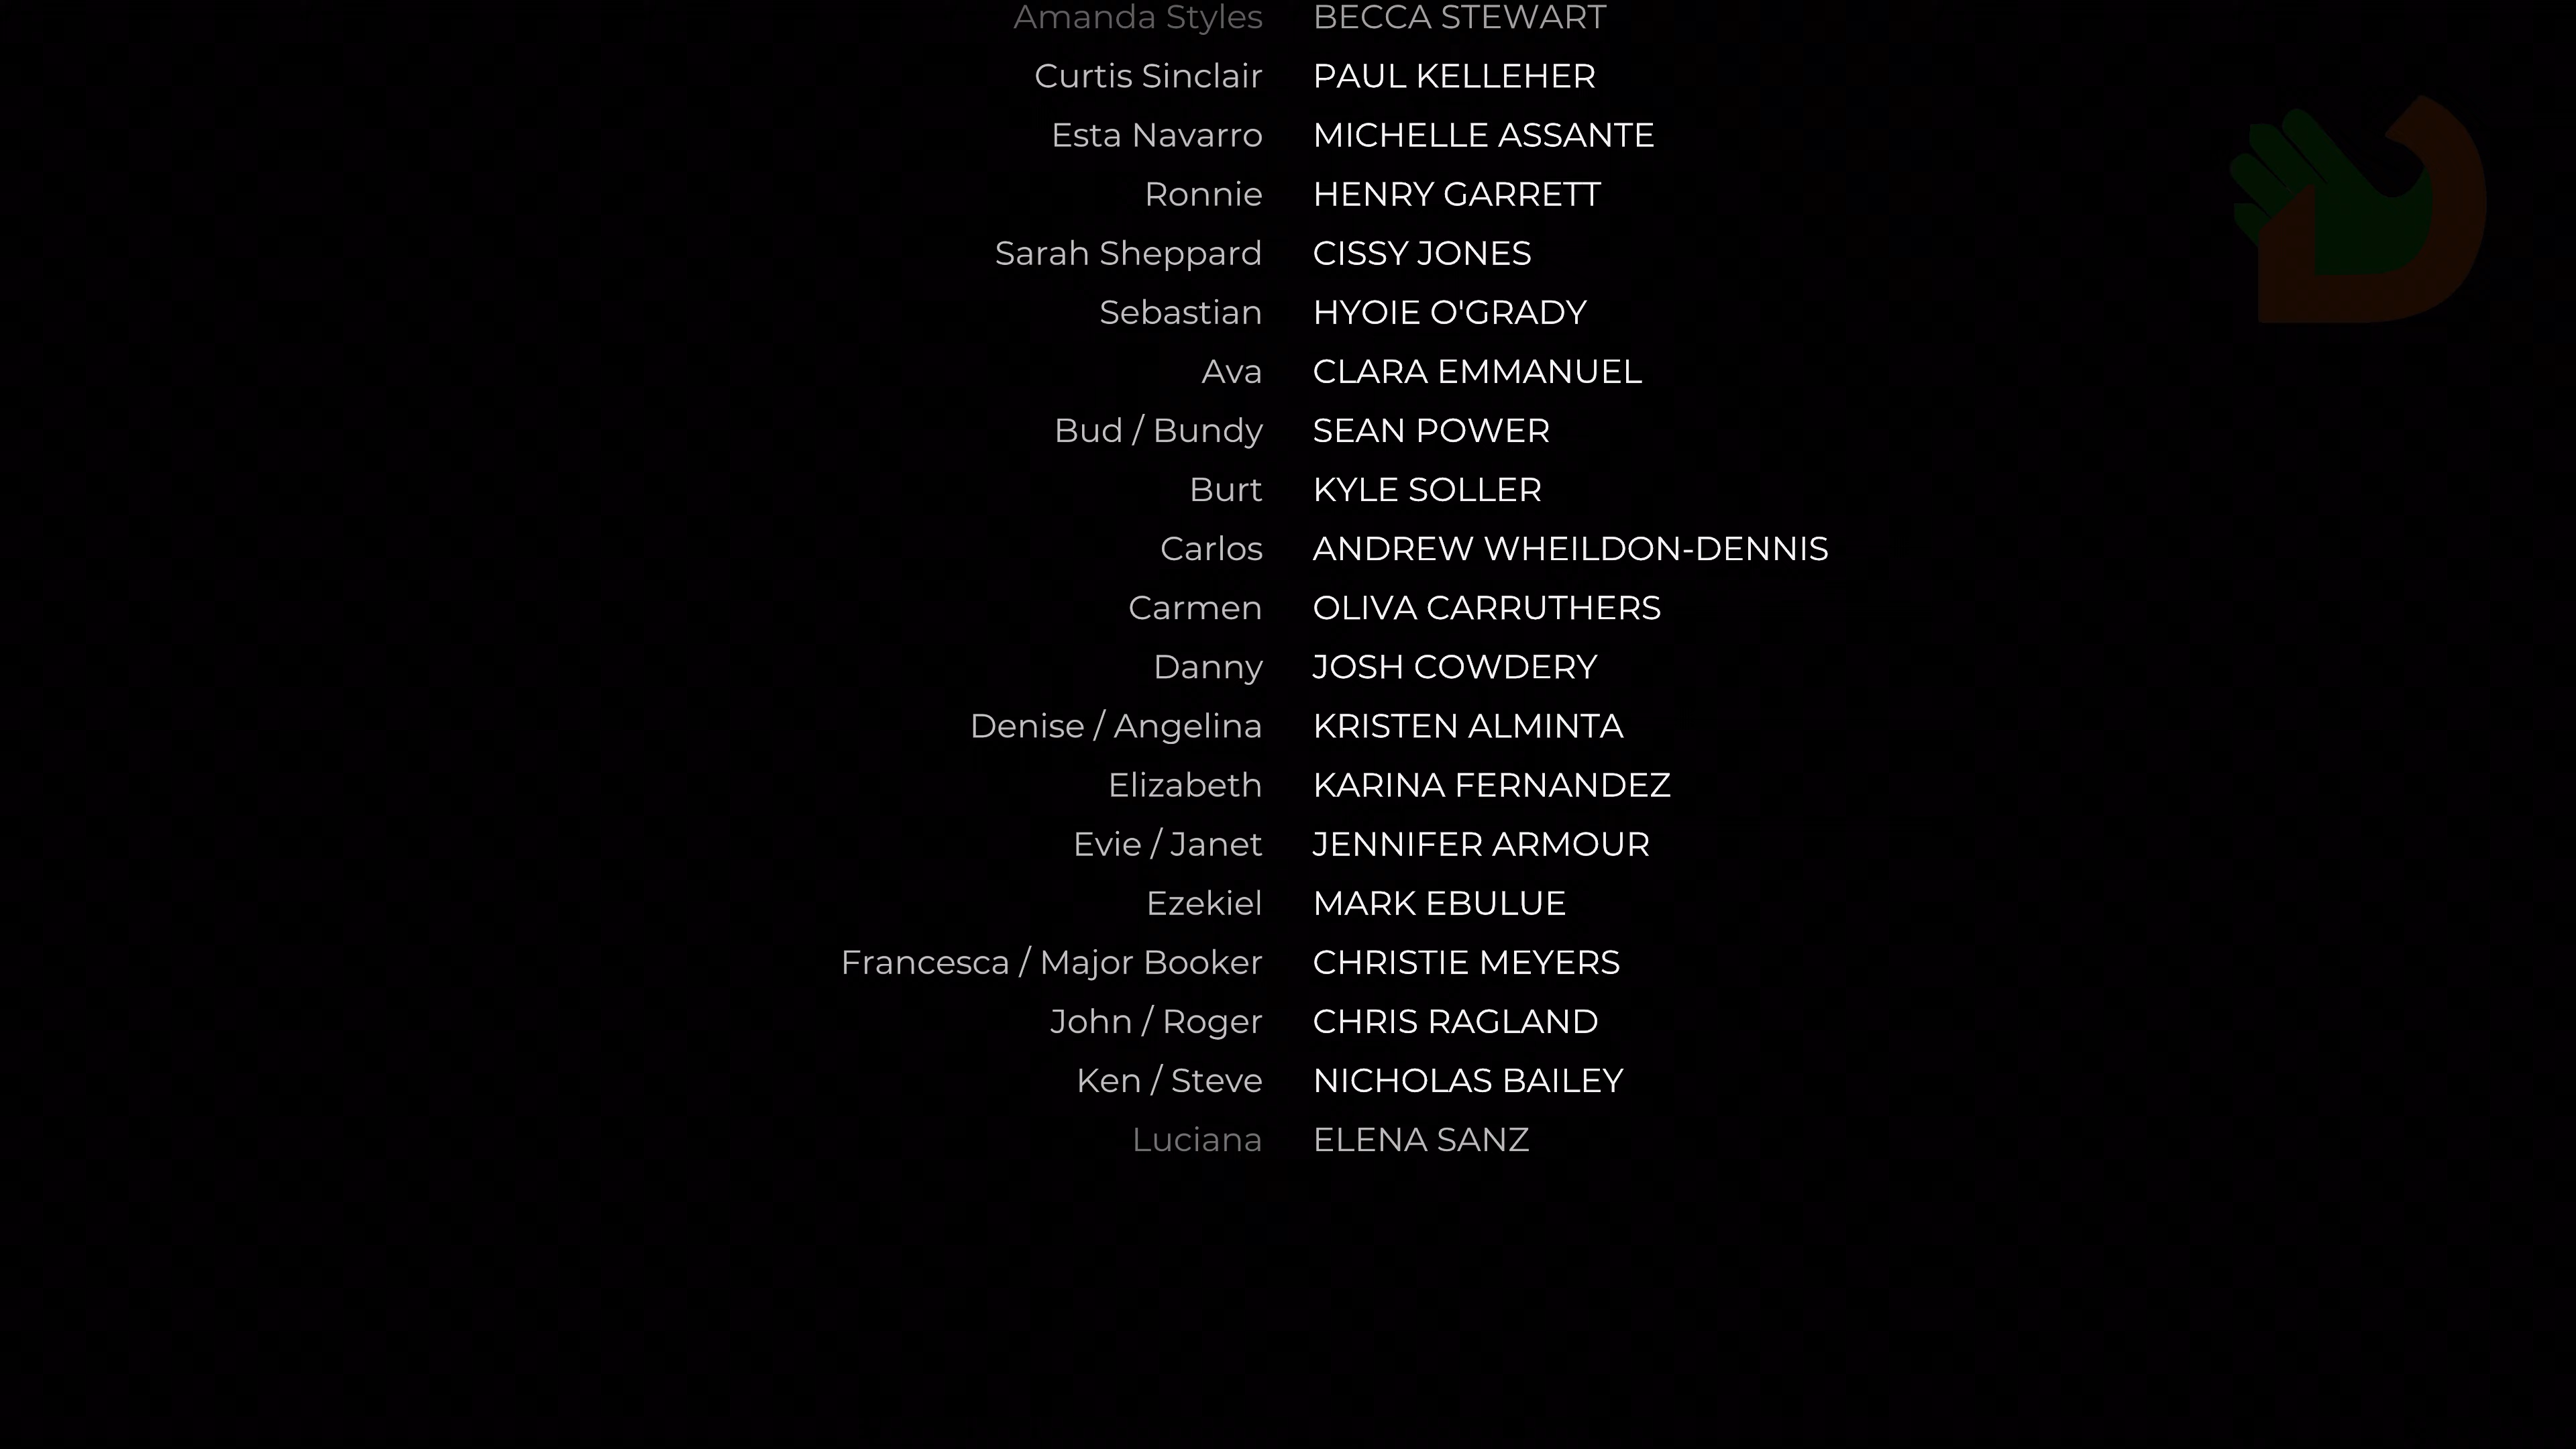 Amanda Styles BECCA STEWART
Curtis Sinclair PAUL KELLEHER
Esta Navarro MICHELLE ASSANTE
Ronnie HENRY GARRETT
Sarah Sheppard CISSY JONES
Sebastian HYOIE O'GRADY
Ava CLARA EMMANUEL
Bud / Bundy SEAN POWER
Burt KYLE SOLLER
Carlos ANDREW WHEILDON-DENNIS
Carmen OLIVA CARRUTHERS
Danny JOSH COWDERY
Denise / Angelina KRISTEN ALMINTA
Elizabeth KARINA FERNANDEZ
Evie / Janet JENNIFER ARMOUR
Ezekiel MARK EBULUE
Francesca / Major Booker CHRISTIE MEYERS
John / Roger CHRIS RAGLAND
Ken / Steve NICHOLAS BAILEY
Luciana ELENA SANZ